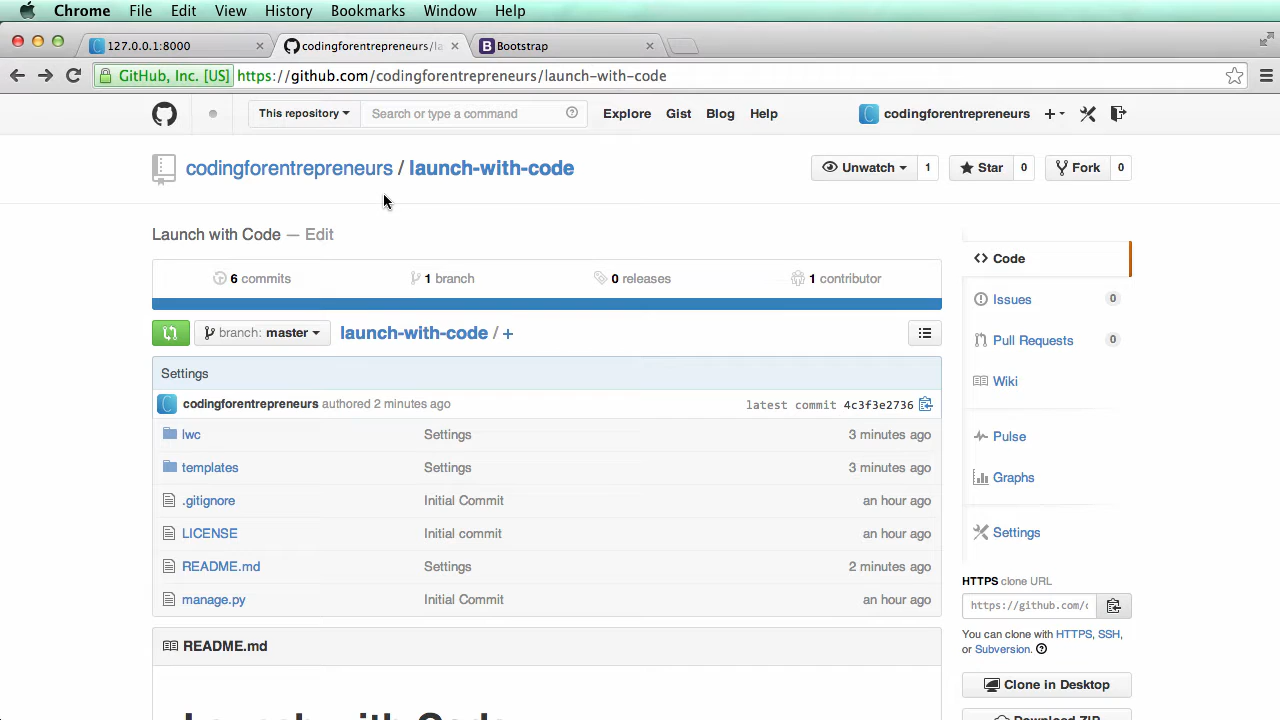 Chrome File Edit View History Bookmarks Window Help
127.0.0.1:8000 codingforentrepreneurs/la Bootstrap
GitHub, Inc. [US] https://github.com/codingforentrepreneurs/launch-with-code
This repository Search or type a command Explore Gist Blog Help codingforentrepreneurs
codingforentrepreneurs / launch-with-code
Unwatch 1 Star 0 Fork 0
Launch with Code — Edit
6 commits 1 branch 0 releases 1 contributor
branch: master launch-with-code / +
Settings
codingforentrepreneurs authored 2 minutes ago latest commit 4c3f3e2736
lwc Settings 3 minutes ago
templates Settings 3 minutes ago
.gitignore Initial Commit an hour ago
LICENSE Initial commit an hour ago
README.md Settings 2 minutes ago
manage.py Initial Commit an hour ago
README.md
Launch with Code
Code
Issues 0
Pull Requests 0
Wiki
Pulse
Graphs
Settings
HTTPS clone URL
https://github.com/c
You can clone with HTTPS, SSH,
or Subversion.
Clone in Desktop
Download ZIP